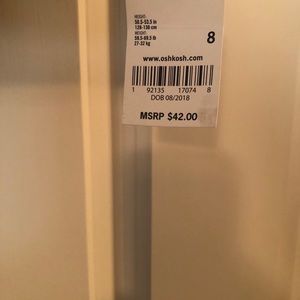 HEIGHT:
50.5-53.5 in
128-136 cm
WEIGHT:
59.5-69.5 lb
27-32 kg
8
www.oshkosh.com
1 92135 17074 8
DOB 08/2018
MSRP $42.00